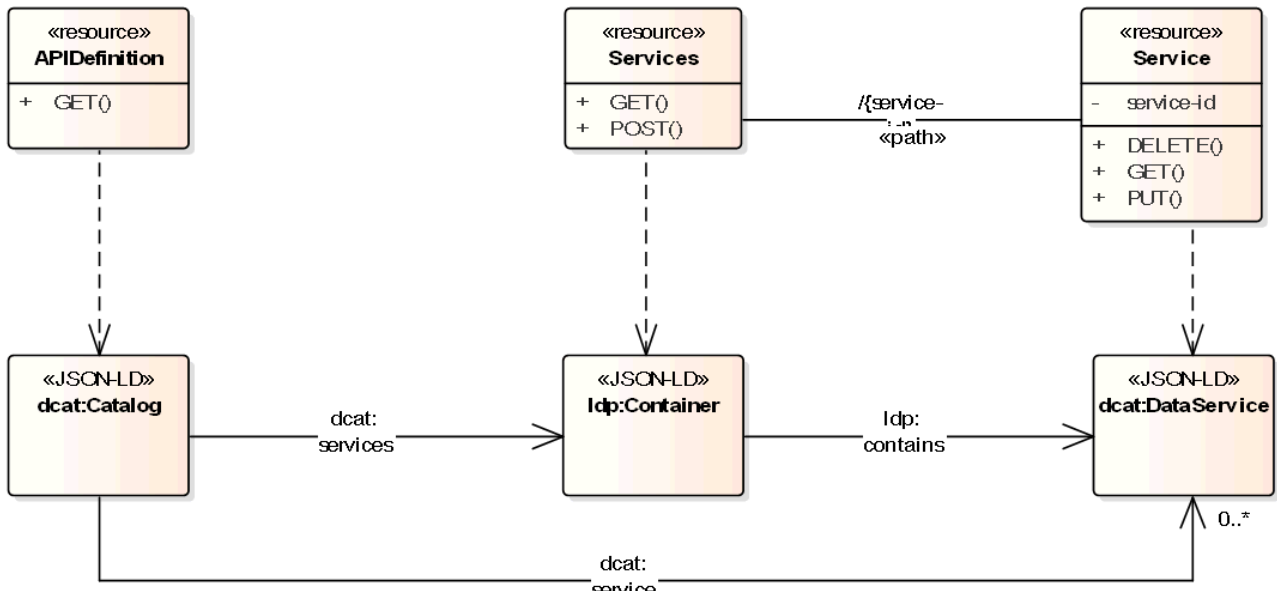 «resource»
APIDefinition
+ GET()
«resource»
Services
+ GET()
+ POST()
/{service-
«path»
«resource»
Service
- service-id
+ DELETE()
+ GET()
+ PUT()
«JSON-LD»
dcat:Catalog
dcat:
services
«JSON-LD»
ldp:Container
ldp:
contains
«JSON-LD»
dcat:DataService
0..*
dcat:
service